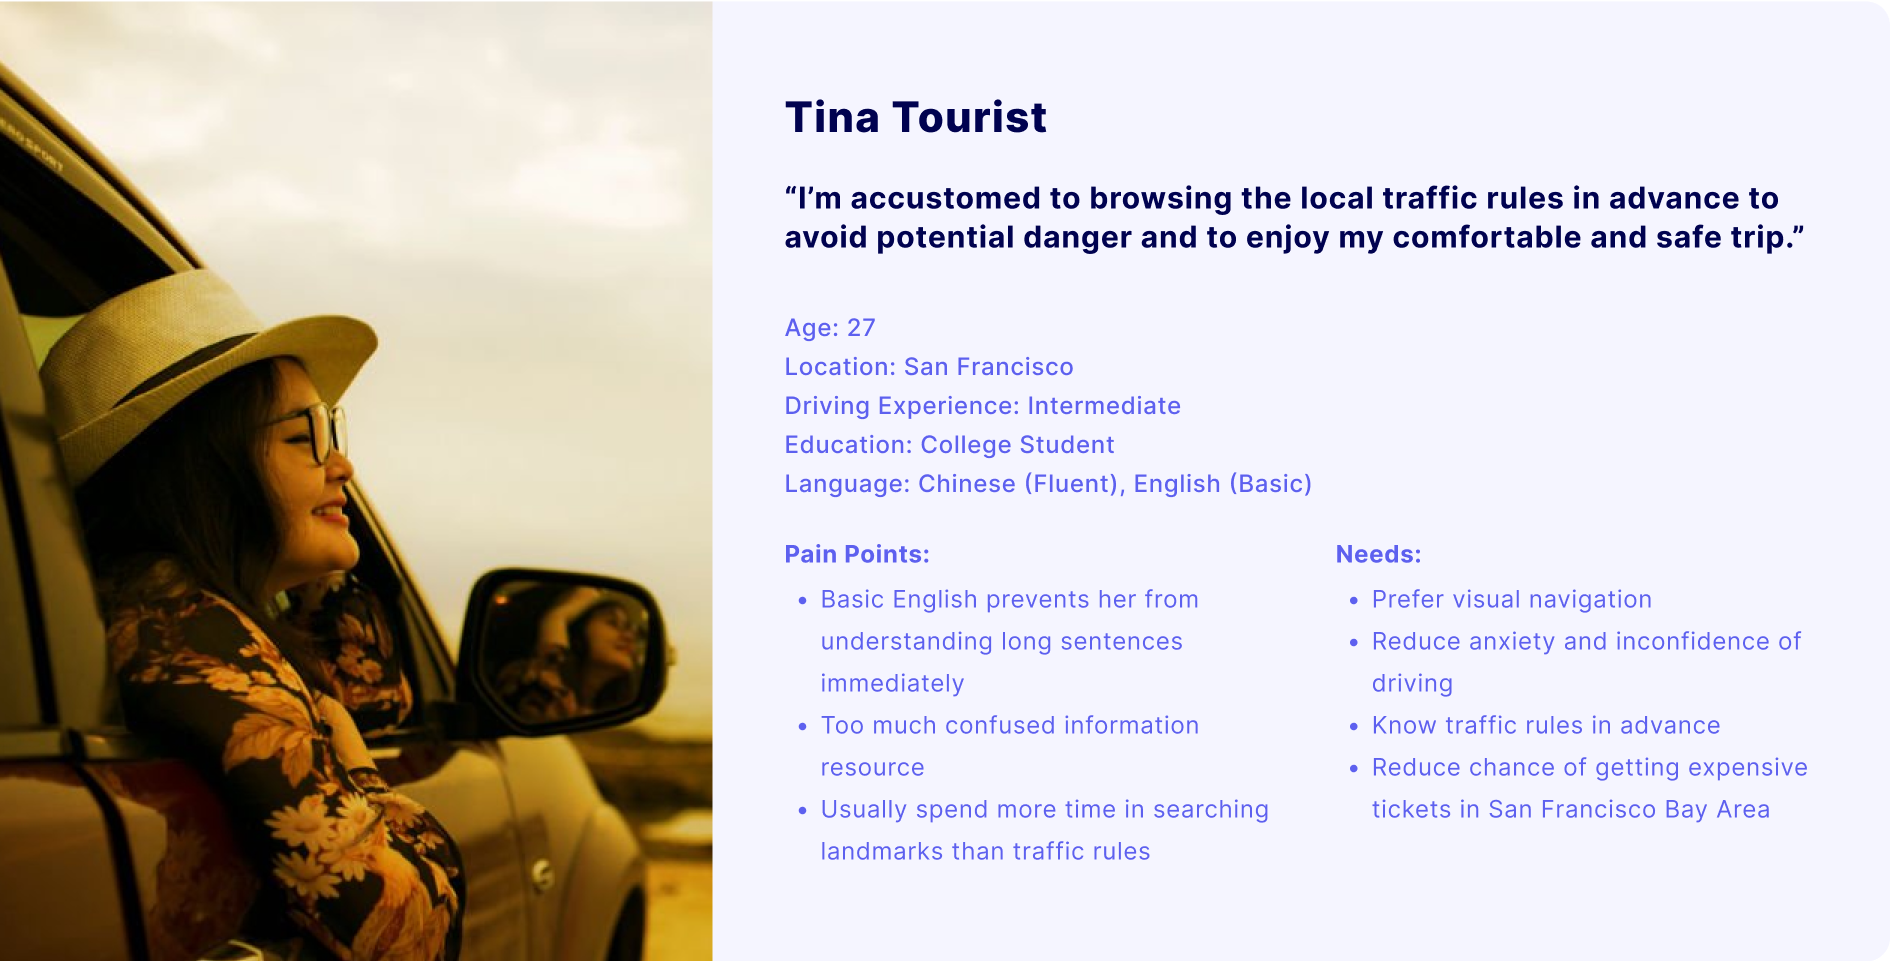 Tina Tourist
“I’m accustomed to browsing the local traffic rules in advance to
avoid potential danger and to enjoy my comfortable and safe trip.”
Age: 27
Location: San Francisco
Driving Experience: Intermediate
Education: College Student
Language: Chinese (Fluent), English (Basic)
Pain Points:
• Basic English prevents her from
understanding long sentences
immediately
• Too much confused information
resource
• Usually spend more time in searching
landmarks than traffic rules
Needs:
• Prefer visual navigation
• Reduce anxiety and inconfidence of
driving
• Know traffic rules in advance
• Reduce chance of getting expensive
tickets in San Francisco Bay Area